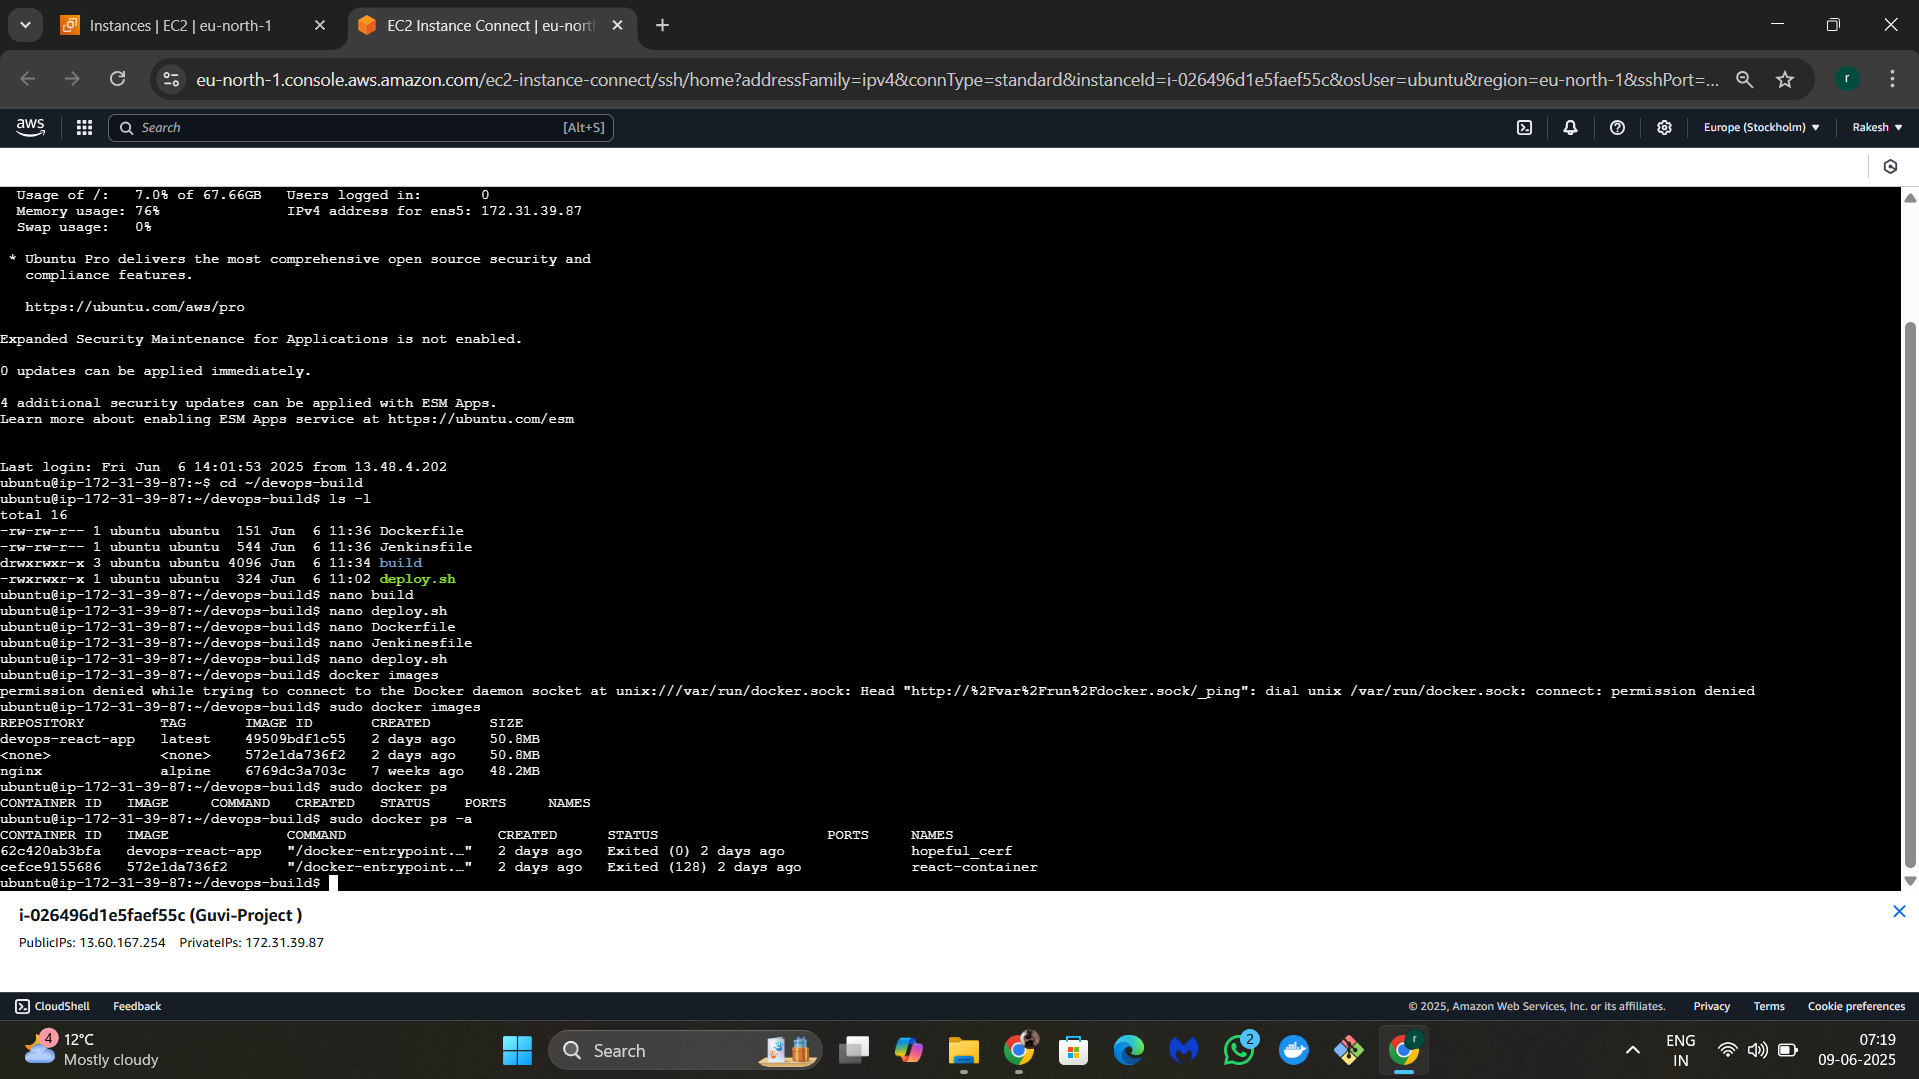 Instances | EC2 | eu-north-1
EC2 Instance Connect | eu-nort
eu-north-1.console.aws.amazon.com/ec2-instance-connect/ssh/home?addressFamily=ipv4&connType=standard&instanceId=i-026496d1e5faef55c&osUser=ubuntu&region=eu-north-1&sshPort=...
r
aws
Search
[Alt+S]
Europe (Stockholm)
Rakesh
Usage of /:   7.0% of 67.66GB   Users logged in:       0
Memory usage: 76%               IPv4 address for ens5: 172.31.39.87
Swap usage:   0%
* Ubuntu Pro delivers the most comprehensive open source security and
compliance features.
https://ubuntu.com/aws/pro
Expanded Security Maintenance for Applications is not enabled.
0 updates can be applied immediately.
4 additional security updates can be applied with ESM Apps.
Learn more about enabling ESM Apps service at https://ubuntu.com/esm
Last login: Fri Jun  6 14:01:53 2025 from 13.48.4.202
ubuntu@ip-172-31-39-87:~$ cd ~/devops-build
ubuntu@ip-172-31-39-87:~/devops-build$ ls -l
total 16
-rw-rw-r-- 1 ubuntu ubuntu  151 Jun  6 11:36 Dockerfile
-rw-rw-r-- 1 ubuntu ubuntu  544 Jun  6 11:36 Jenkinsfile
drwxrwxr-x 3 ubuntu ubuntu 4096 Jun  6 11:34 build
-rwxrwxr-x 1 ubuntu ubuntu  324 Jun  6 11:02 deploy.sh
ubuntu@ip-172-31-39-87:~/devops-build$ nano build
ubuntu@ip-172-31-39-87:~/devops-build$ nano deploy.sh
ubuntu@ip-172-31-39-87:~/devops-build$ nano Dockerfile
ubuntu@ip-172-31-39-87:~/devops-build$ nano Jenkinesfile
ubuntu@ip-172-31-39-87:~/devops-build$ nano deploy.sh
ubuntu@ip-172-31-39-87:~/devops-build$ docker images
permission denied while trying to connect to the Docker daemon socket at unix:///var/run/docker.sock: Head "http://%2Fvar%2Frun%2Fdocker.sock/_ping": dial unix /var/run/docker.sock: connect: permission denied
ubuntu@ip-172-31-39-87:~/devops-build$ sudo docker images
REPOSITORY         TAG       IMAGE ID       CREATED       SIZE
devops-react-app   latest    49509bdf1c55   2 days ago    50.8MB
<none>             <none>    572e1da736f2   2 days ago    50.8MB
nginx              alpine    6769dc3a703c   7 weeks ago   48.2MB
ubuntu@ip-172-31-39-87:~/devops-build$ sudo docker ps
CONTAINER ID   IMAGE     COMMAND   CREATED   STATUS    PORTS     NAMES
ubuntu@ip-172-31-39-87:~/devops-build$ sudo docker ps -a
CONTAINER ID   IMAGE              COMMAND                  CREATED      STATUS                    PORTS     NAMES
62c420ab3bfa   devops-react-app   "/docker-entrypoint.…"   2 days ago   Exited (0) 2 days ago               hopeful_cerf
cefce9155686   572e1da736f2       "/docker-entrypoint.…"   2 days ago   Exited (128) 2 days ago             react-container
ubuntu@ip-172-31-39-87:~/devops-build$
i-026496d1e5faef55c (Guvi-Project )
PublicIPs: 13.60.167.254   PrivateIPs: 172.31.39.87
CloudShell
Feedback
© 2025, Amazon Web Services, Inc. or its affiliates.
Privacy
Terms
Cookie preferences
4
12°C
Mostly cloudy
Search
2
r
ENG
IN
07:19
09-06-2025